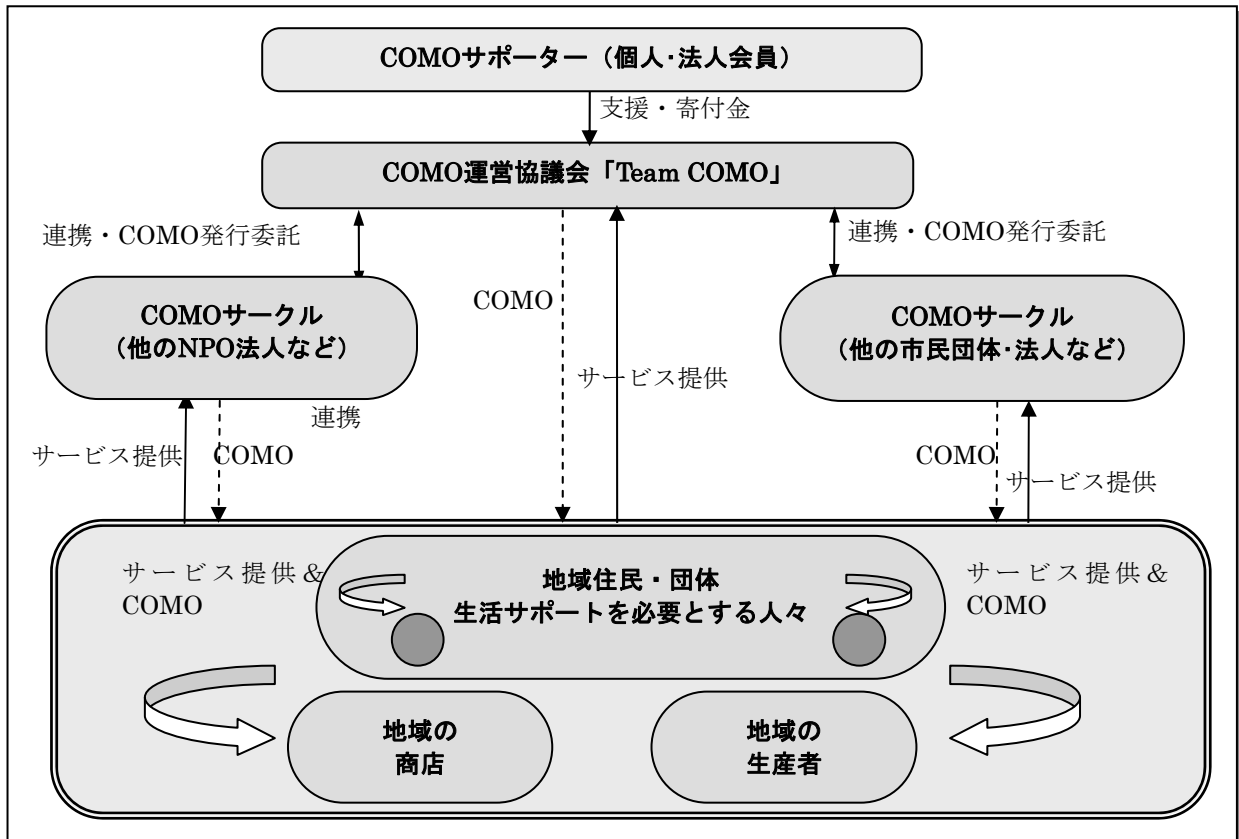 COMOサポーター（個人・法人会員）
支援・寄付金
COMO運営協議会「Team COMO」
連携・COMO発行委託
連携・COMO発行委託
COMOサークル
（他のNPO法人など）
COMO
COMOサークル
（他の市民団体・法人など）
サービス提供
連携
サービス提供
COMO
COMO
サービス提供
サービス提供＆
COMO
地域住民・団体
生活サポートを必要とする人々
サービス提供＆
COMO
地域の
商店
地域の
生産者